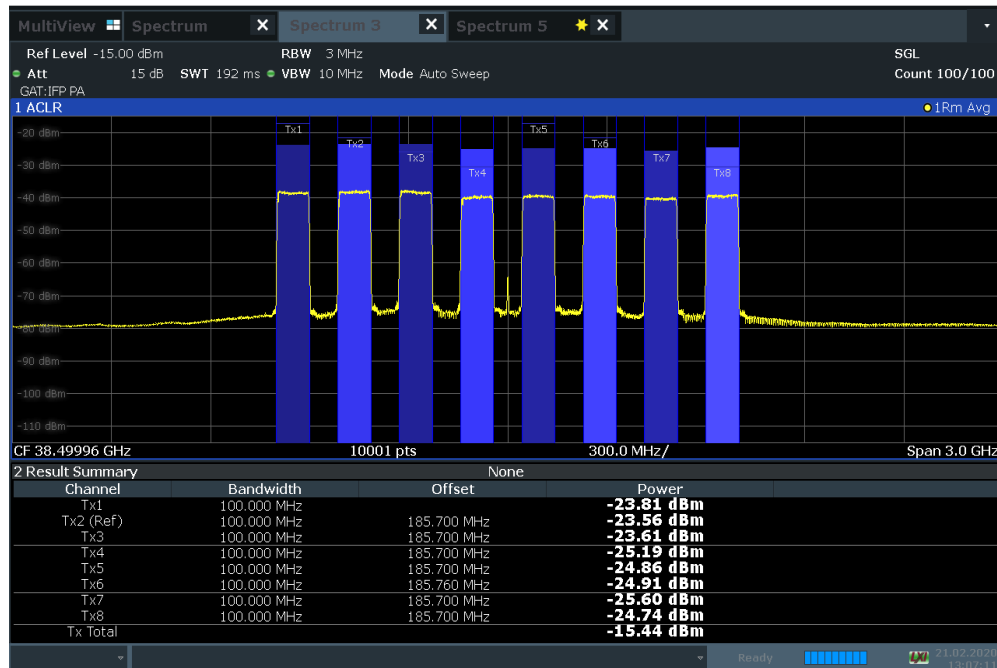 MultiView Spectrum X Spectrum 3 X Spectrum 5 X
Ref Level -15.00 dBm RBW 3 MHz SGL
Att 15 dB SWT 192 ms VBW 10 MHz Mode Auto Sweep Count 100/100
GAT:IFP PA
1 ACLR 1Rm Avg
Tx1 Tx5
-20 dBm
Tx2 Tx6
Tx3 Tx7
-30 dBm
Tx4 Tx8
-40 dBm
-50 dBm
-60 dBm
-70 dBm
-80 dBm
-90 dBm
-100 dBm
-110 dBm
CF 38.49996 GHz 10001 pts 300.0 MHz/ Span 3.0 GHz
2 Result Summary None
Channel Bandwidth Offset Power
Tx1 100.000 MHz -23.81 dBm
Tx2 (Ref) 100.000 MHz 185.700 MHz -23.56 dBm
Tx3 100.000 MHz 185.700 MHz -23.61 dBm
Tx4 100.000 MHz 185.700 MHz -25.19 dBm
Tx5 100.000 MHz 185.700 MHz -24.86 dBm
Tx6 100.000 MHz 185.760 MHz -24.91 dBm
Tx7 100.000 MHz 185.700 MHz -25.60 dBm
Tx8 100.000 MHz 185.700 MHz -24.74 dBm
Tx Total -15.44 dBm
Ready LXI 21.02.2020